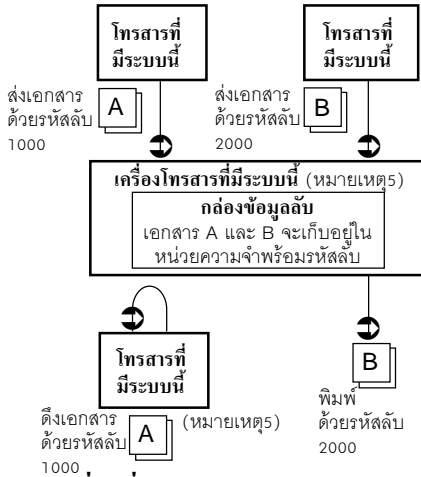 โทรสารที่
มีระบบนี้
โทรสารที่
มีระบบนี้
ส่งเอกสาร
ด้วยรหัสลับ
1000
A
ส่งเอกสาร
ด้วยรหัสลับ
2000
B
เครื่องโทรสารที่มีระบบนี้ (หมายเหตุ5)
กล่องข้อมูลลับ
เอกสาร A และ B จะเก็บอยู่ใน
หน่วยความจำพร้อมรหัสลับ
โทรสารที่
มีระบบนี้
ดึงเอกสาร
ด้วยรหัสลับ
1000
A
(หมายเหตุ5)
B
พิมพ์
ด้วยรหัสลับ
2000